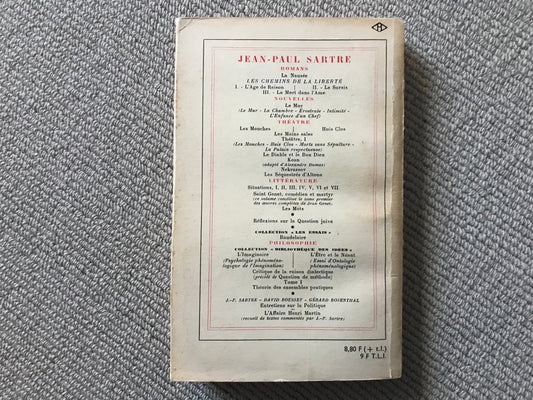 H
JEAN-PAUL SARTRE
ROMANS
La Nausée
LES CHEMINS DE LA LIBERTÉ
I. - L'Age de Raison | II. - Le Sursis
III. - La Mort dans l'Ame
NOUVELLES
Le Mur
(Le Mur - La Chambre - Erostrate - Intimité -
L'Enfance d'un Chef)
THÉATRE
Les Mouches Huis Clos
Les Mains sales
Théâtre, I
(Les Mouches - Huis Clos - Morts sans Sépulture -
La Putain respectueuse)
Le Diable et le Bon Dieu
Kean
(adapté d'Alexandre Dumas)
Nekrassov
Les Séquestrés d'Altona
LITTÉRATURE
Situations, I, II, III, IV, V, VI et VII
Saint Genet, comédien et martyr
(ce volume constitue le tome premier
des œuvres complètes de Jean Genet.
Les Mots
Réflexions sur la Question juive
COLLECTION « LES ESSAIS »
Baudelaire
PHILOSOPHIE
COLLECTION « BIBLIOTHÈQUE DES IDÉES »
L'Imaginaire L'Être et le Néant
(Psychologie phénoméno- ( Essai d'Ontologie
logique de l'Imagination) phénoménologique)
Critique de la raison dialectique
(précédé de Question de méthode)
Tome I
Théorie des ensembles pratiques
J.-P. SARTRE - DAVID ROUSSET - GÉRARD ROSENTHAL
Entretiens sur la Politique
L'Affaire Henri Martin
(recueil de textes commentés par J.-P. Sartre)
8,80 F (+ t.l.)
9 F T.L.I.